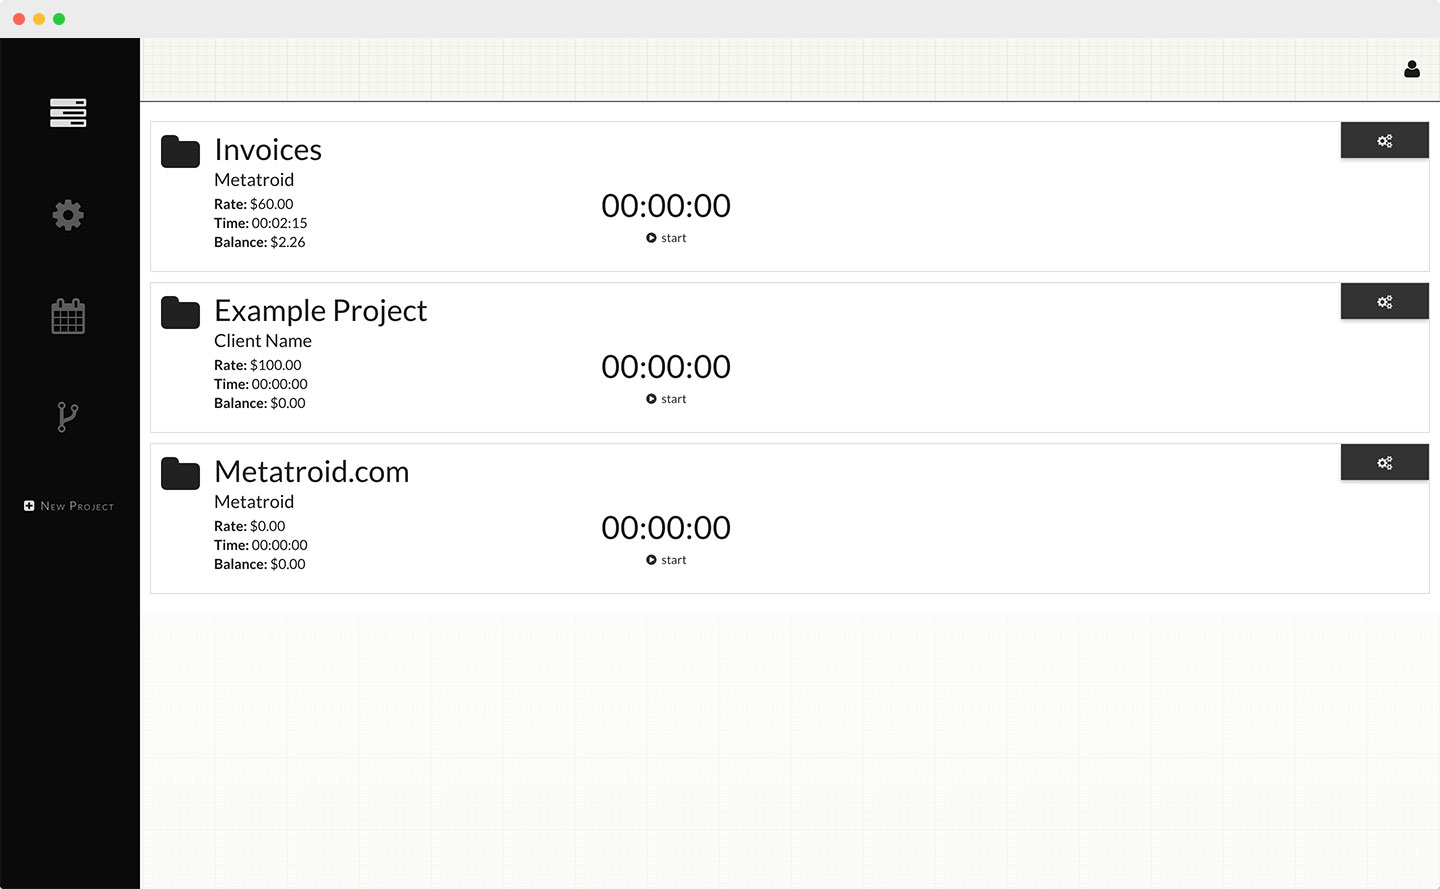 Invoices
Metatroid
Rate: $60.00
Time: 00:02:15
Balance: $2.26
00:00:00
start
Example Project
Client Name
Rate: $100.00
Time: 00:00:00
Balance: $0.00
00:00:00
start
Metatroid.com
Metatroid
Rate: $0.00
Time: 00:00:00
Balance: $0.00
00:00:00
start
New Project